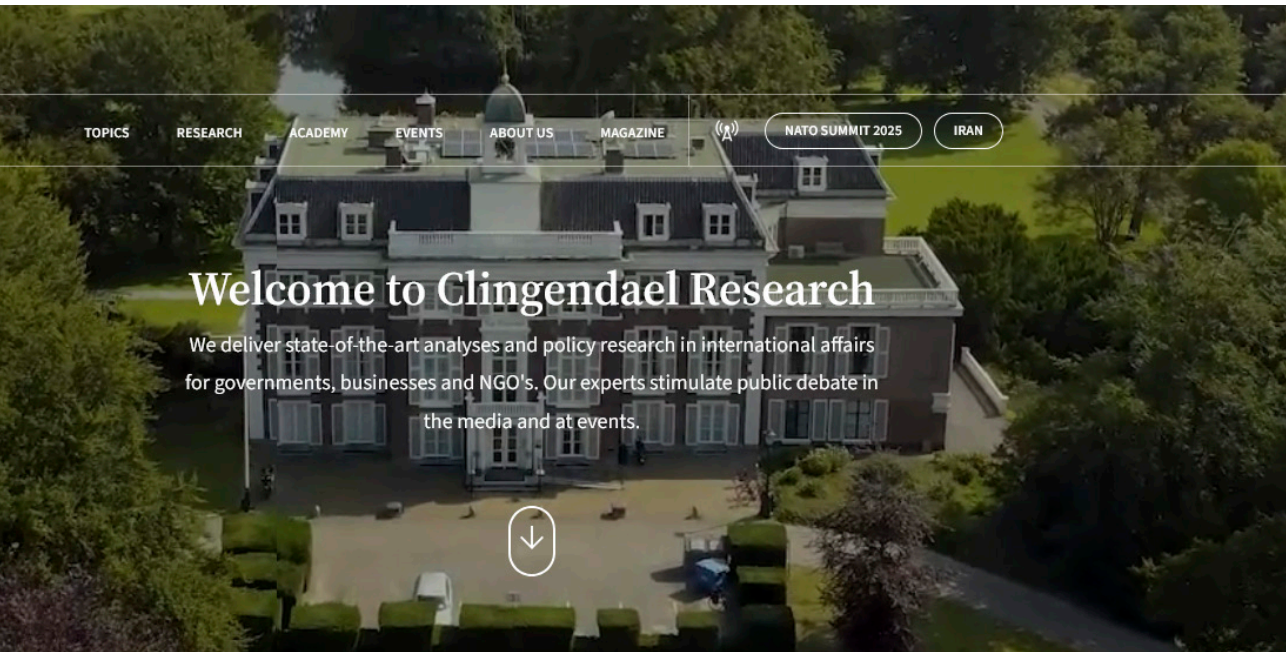 TOPICS RESEARCH ACADEMY EVENTS ABOUT US MAGAZINE NATO SUMMIT 2025 IRAN
Welcome to Clingendael Research
We deliver state-of-the-art analyses and policy research in international affairs
for governments, businesses and NGO's. Our experts stimulate public debate in
the media and at events.